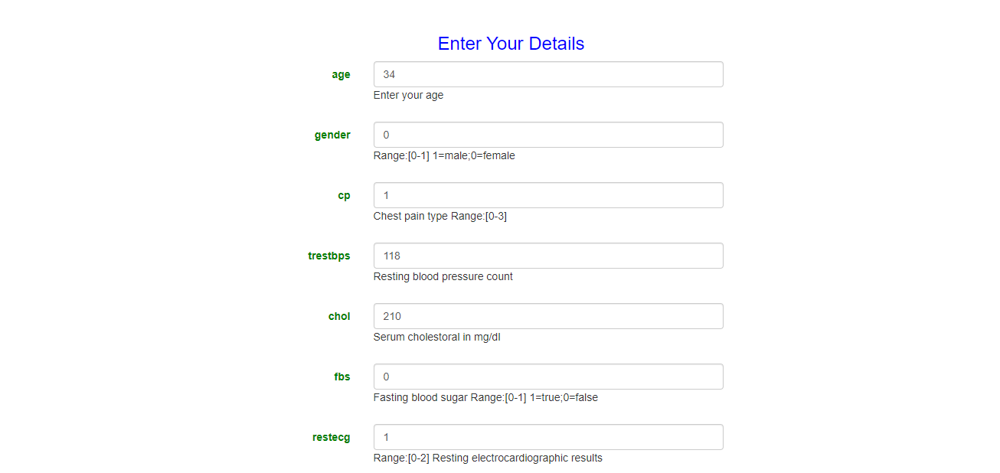 Enter Your Details
age
34
Enter your age
gender
0
Range:[0-1] 1=male;0=female
cp
1
Chest pain type Range:[0-3]
trestbps
118
Resting blood pressure count
chol
210
Serum cholestoral in mg/dl
fbs
0
Fasting blood sugar Range:[0-1] 1=true;0=false
restecg
1
Range:[0-2] Resting electrocardiographic results